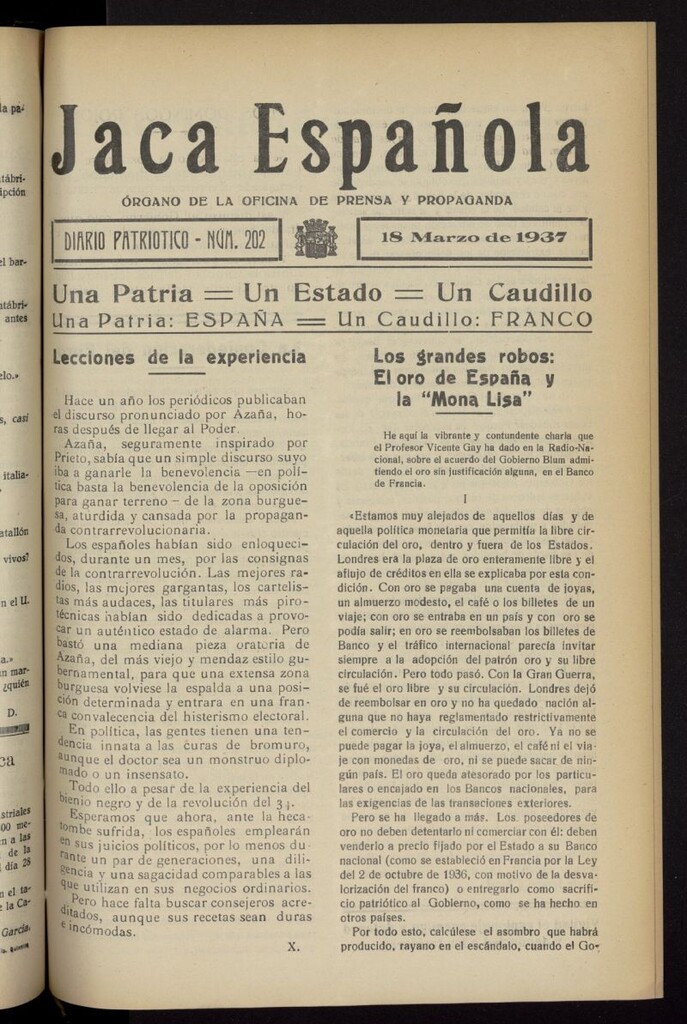 Jaca Española
ÓRGANO DE LA OFICINA DE PRENSA Y PROPAGANDA
DIARIO PATRIOTICO - NÚM. 202
18 Marzo de 1937
Una Patria = Un Estado = Un Caudillo
Una Patria: ESPAÑA = Un Caudillo: FRANCO
Lecciones de la experiencia
Hace un año los periódicos publicaban
el discurso pronunciado por Azaña, ho-
ras después de llegar al Poder.
Azaña, seguramente inspirado por
Prieto, sabía que un simple discurso suyo
iba a ganarle la benevolencia —en polí-
tica basta la benevolencia de la oposición
para ganar terreno — de la zona burgue-
sa, aturdida y cansada por la propagan-
da contrarrevolucionaria.
Los españoles habían sido enloqueci-
dos, durante un mes, por las consignas
de la contrarrevolución. Las mejores ra-
dios, las mejores gargantas, los cartelis-
tas más audaces, las titulares más piro-
técnicas habían sido dedicadas a provo-
car un auténtico estado de alarma. Pero
bastó una mediana pieza oratoria de
Azaña, del más viejo y mendaz estilo gu-
bernamental, para que una extensa zona
burguesa volviese la espalda a una posi-
ción determinada y entrara en una fran-
ca convalecencia del histerismo electoral.
En política, las gentes tienen una ten-
dencia innata a las curas de bromuro,
aunque el doctor sea un monstruo diplo-
mado o un insensato.
Todo ello a pesar de la experiencia del
bienio negro y de la revolución del 34.
Esperamos que ahora, ante la heca-
tombe sufrida, los españoles emplearán
en sus juicios políticos, por lo menos du-
rante un par de generaciones, una dili-
gencia y una sagacidad comparables a las
que utilizan en sus negocios ordinarios.
Pero hace falta buscar consejeros acre-
ditados, aunque sus recetas sean duras
e incómodas.
X.
Los grandes robos:
El oro de España y
la "Mona Lisa"
He aquí la vibrante y contundente charla que
el Profesor Vicente Gay ha dado en la Radio-Na-
cional, sobre el acuerdo del Gobierno Blum admi-
tiendo el oro sin justificación alguna, en el Banco
de Francia.
I
«Estamos muy alejados de aquellos días y de
aquella política monetaria que permitía la libre cir-
culación del oro, dentro y fuera de los Estados.
Londres era la plaza de oro enteramente libre y el
aflujo de créditos en ella se explicaba por esta con-
dición. Con oro se pagaba una cuenta de joyas,
un almuerzo modesto, el café o los billetes de un
viaje; con oro se entraba en un país y con oro se
podía salir; en oro se reembolsaban los billetes de
Banco y el tráfico internacional parecía invitar
siempre a la adopción del patrón oro y su libre
circulación. Pero todo pasó. Con la Gran Guerra,
se fué el oro libre y su circulación. Londres dejó
de reembolsar en oro y no ha quedado nación al-
guna que no haya reglamentado restrictivamente
el comercio y la circulación del oro. Ya no se
puede pagar la joya, el almuerzo, el café ni el via-
je con monedas de oro, ni se puede sacar de nin-
gún país. El oro queda atesorado por los particu-
lares o encajado en los Bancos nacionales, para
las exigencias de las transaciones exteriores.
Pero se ha llegado a más. Los poseedores de
oro no deben detentarlo ni comerciar con él: deben
venderlo a precio fijado por el Estado a su Banco
nacional (como se estableció en Francia por la Ley
del 2 de octubre de 1936, con motivo de la desva-
lorización del franco) o entregarlo como sacrifi-
cio patriótico al Gobierno, como se ha hecho en
otros países.
Por todo esto, calcúlese el asombro que habrá
producido, rayano en el escándalo, cuando el Go-